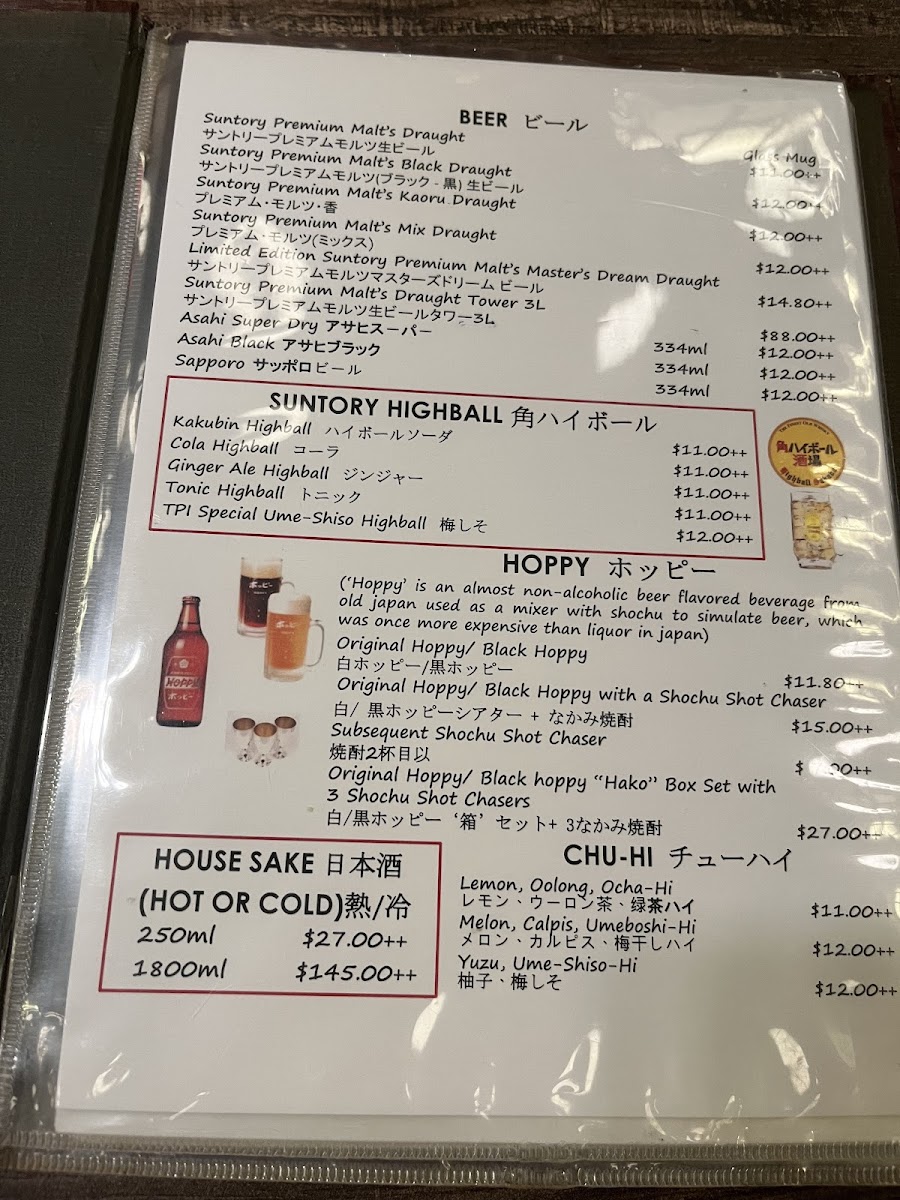 BEER ビール
Glass Mug
Suntory Premium Malt's Draught $11.00++
サントリープレミアムモルツ生ビール
Suntory Premium Malt's Black Draught $12.00++
サントリープレミアムモルツ(ブラック - 黒) 生ビール
Suntory Premium Malt's Kaoru Draught $12.00++
プレミアム・モルツ・香
Suntory Premium Malt's Mix Draught $12.00++
プレミアム・モルツ(ミックス)
Limited Edition Suntory Premium Malt's Master's Dream Draught $14.80++
サントリープレミアムモルツマスターズドリーム ビール
Suntory Premium Malt's Draught Tower 3L $88.00++
サントリープレミアムモルツ生ビールタワー3L
Asahi Super Dry アサヒスーパー 334ml $12.00++
Asahi Black アサヒブラック 334ml $12.00++
Sapporo サッポロビール 334ml $12.00++
SUNTORY HIGHBALL 角ハイボール
Kakubin Highball ハイボールソーダ $11.00++
Cola Highball コーラ $11.00++
Ginger Ale Highball ジンジャー $11.00++
Tonic Highball トニック $11.00++
TPI Special Ume-Shiso Highball 梅しそ $12.00++
角ハイボール
酒場
HOPPY ホッピー
('Hoppy' is an almost non-alcoholic beer flavored beverage from
old japan used as a mixer with shochu to simulate beer, which
was once more expensive than liquor in japan)
Original Hoppy/ Black Hoppy $11.80++
白ホッピー/黒ホッピー
Original Hoppy/ Black Hoppy with a Shochu Shot Chaser $15.00++
白/ 黒ホッピーシアター + なかみ焼酎
Subsequent Shochu Shot Chaser
焼酎2杯目以
Original Hoppy/ Black hoppy "Hako" Box Set with
3 Shochu Shot Chasers $27.00++
白/黒ホッピー '箱' セット+ 3なかみ焼酎
ホッピー
ホッピー
HOPPY
ホッピー
HOUSE SAKE 日本酒
(HOT OR COLD)熱/冷
250ml $27.00++
1800ml $145.00++
CHU-HI チューハイ
Lemon, Oolong, Ocha-Hi $11.00++
レモン、ウーロン茶、绿茶ハイ
Melon, Calpis, Umeboshi-Hi $12.00++
メロン、カルピス、梅干しハイ
Yuzu, Ume-Shiso-Hi $12.00++
柚子、梅しそ